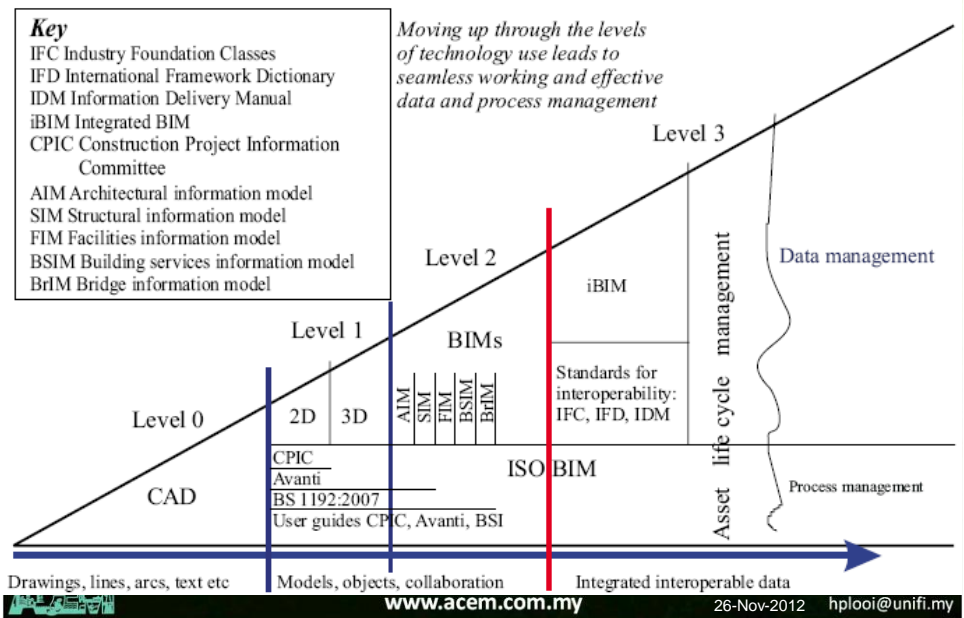 Key
IFC Industry Foundation Classes
IFD International Framework Dictionary
IDM Information Delivery Manual
iBIM Integrated BIM
CPIC Construction Project Information
Committee
AIM Architectural information model
SIM Structural information model
FIM Facilities information model
BSIM Building services information model
BrIM Bridge information model
Moving up through the levels
of technology use leads to
seamless working and effective
data and process management
Level 3
Level 2
Level 1
Level 0
Data management
iBIM
BIMs
Standards for
interoperability:
IFC, IFD, IDM
2D
3D
AIM
SIM
FIM
BSIM
BrIM
CAD
CPIC
Avanti
BS 1192:2007
User guides CPIC, Avanti, BSI
ISO BIM
Asset life cycle management
Process management
Drawings, lines, arcs, text etc
Models, objects, collaboration
Integrated interoperable data
www.acem.com.my
26-Nov-2012
hplooi@unifi.my